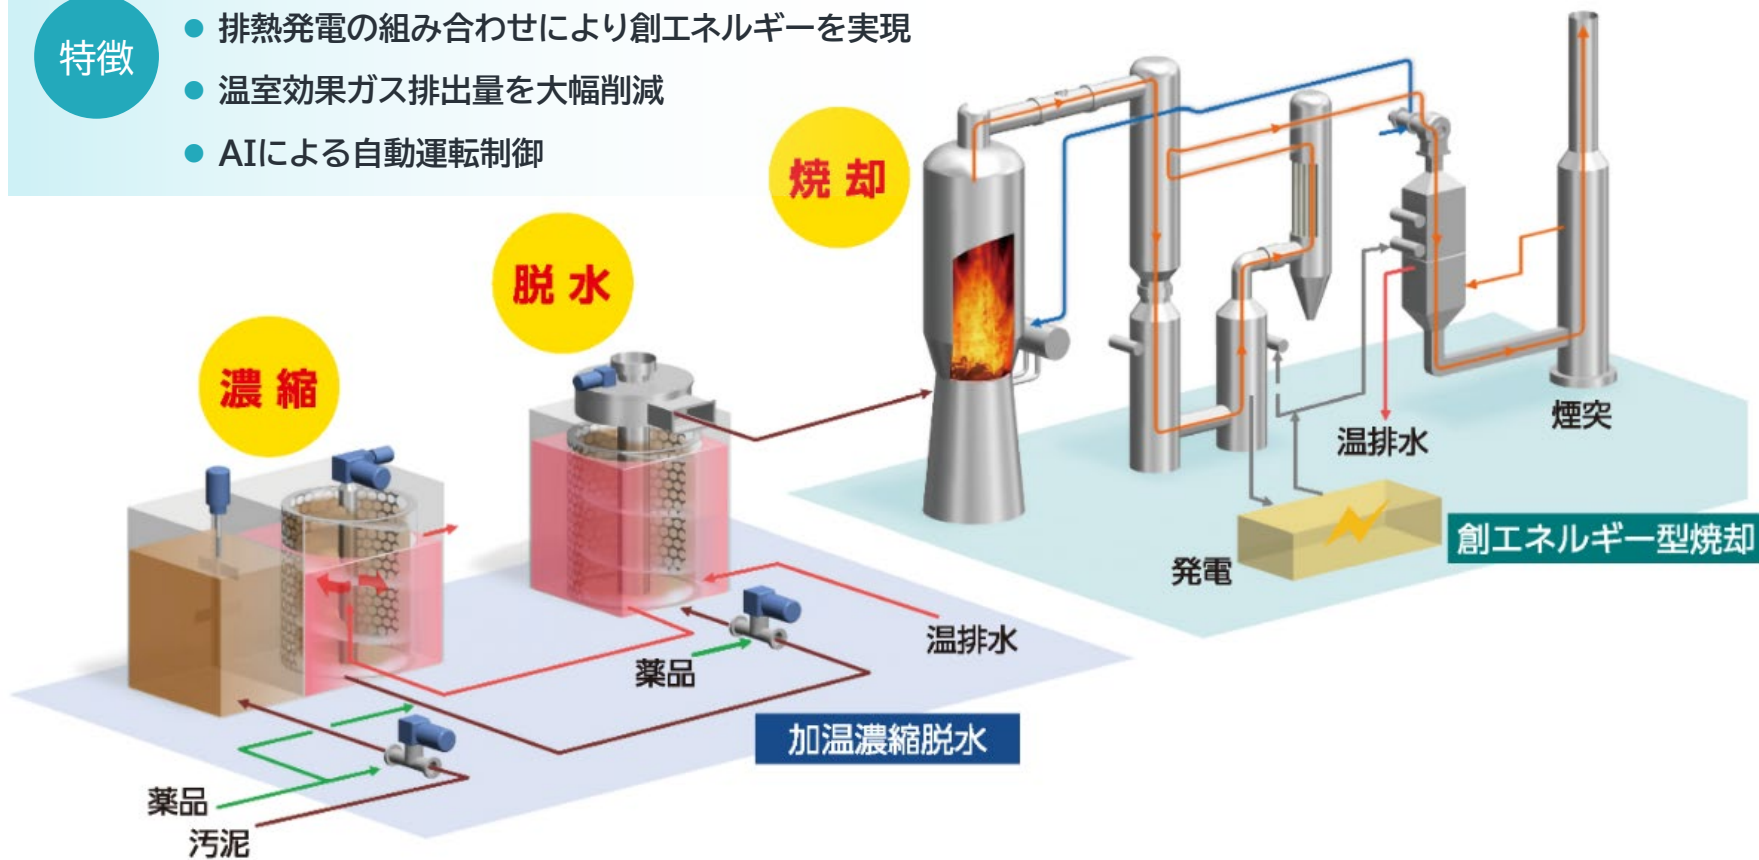 特徴
● 排熱発電の組み合わせにより創エネルギーを実現
● 温室効果ガス排出量を大幅削減
● AIによる自動運転制御
焼却
脱水
濃縮
煙突
温排水
創エネルギー型焼却
発電
温排水
薬品
加温濃縮脱水
薬品
汚泥